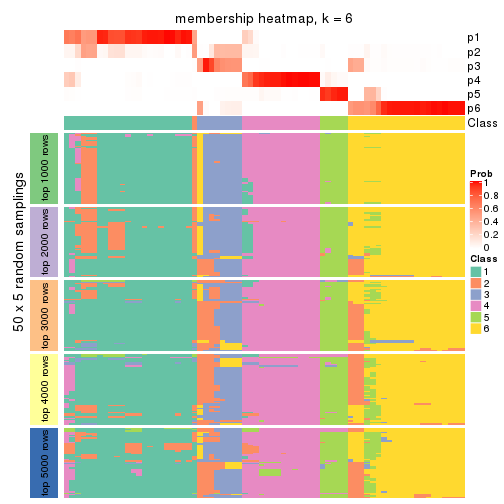 membership heatmap, k = 6
p1
p2
p3
p4
p5
p6
Class
50 x 5 random samplings
top 1000 rows
top 2000 rows
top 3000 rows
top 4000 rows
top 5000 rows
Prob
1
0.8
0.6
0.4
0.2
0
Class
1
2
3
4
5
6